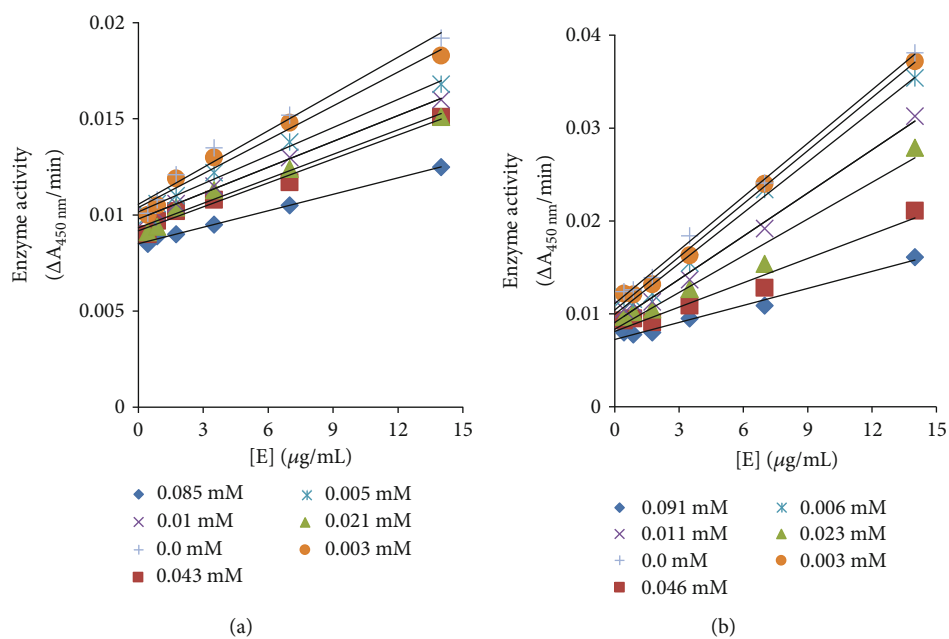 0.02
0.015
0.01
0.005
0
0 3 6 9 12 15
Enzyme activity
(ΔA450 nm/min)
[E] (μg/mL)
0.085 mM
0.005 mM
0.01 mM
0.021 mM
0.0 mM
0.003 mM
0.043 mM
(a)
0.04
0.03
0.02
0.01
0
0 3 6 9 12 15
Enzyme activity
(ΔA450 nm/min)
[E] (μg/mL)
0.091 mM
0.006 mM
0.011 mM
0.023 mM
0.0 mM
0.003 mM
0.046 mM
(b)